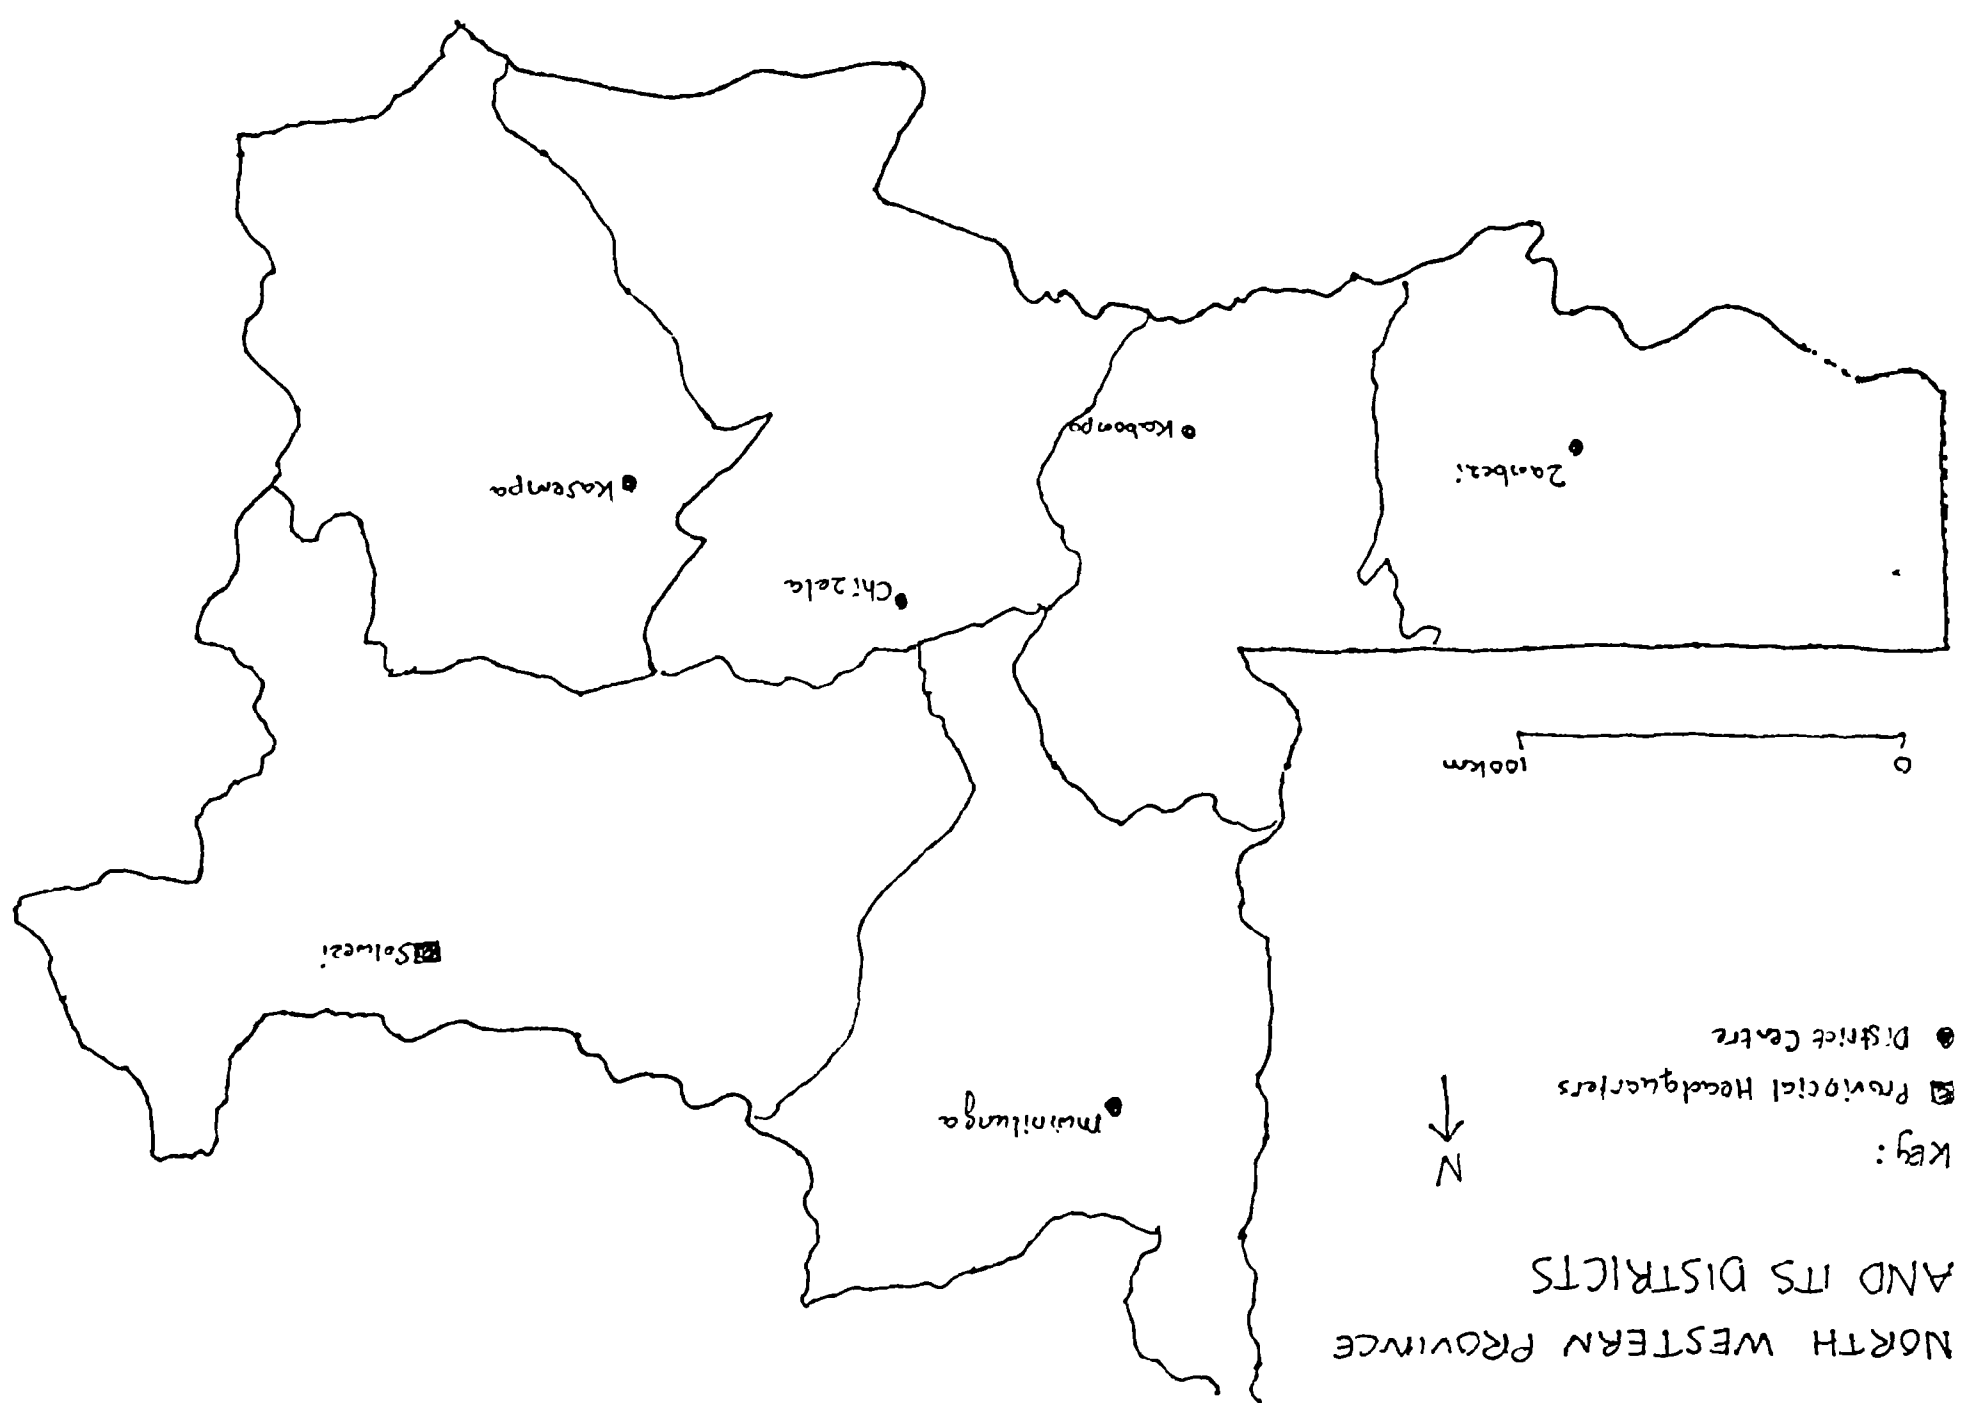 NORTH WESTERN PROVINCE
AND ITS DISTRICTS
KEY:
Provincial Headquarters
District Centre
N
0 100km
Mwinilunga
Solwezi
Chizela
Zambezi
Kabompo
Kasempa